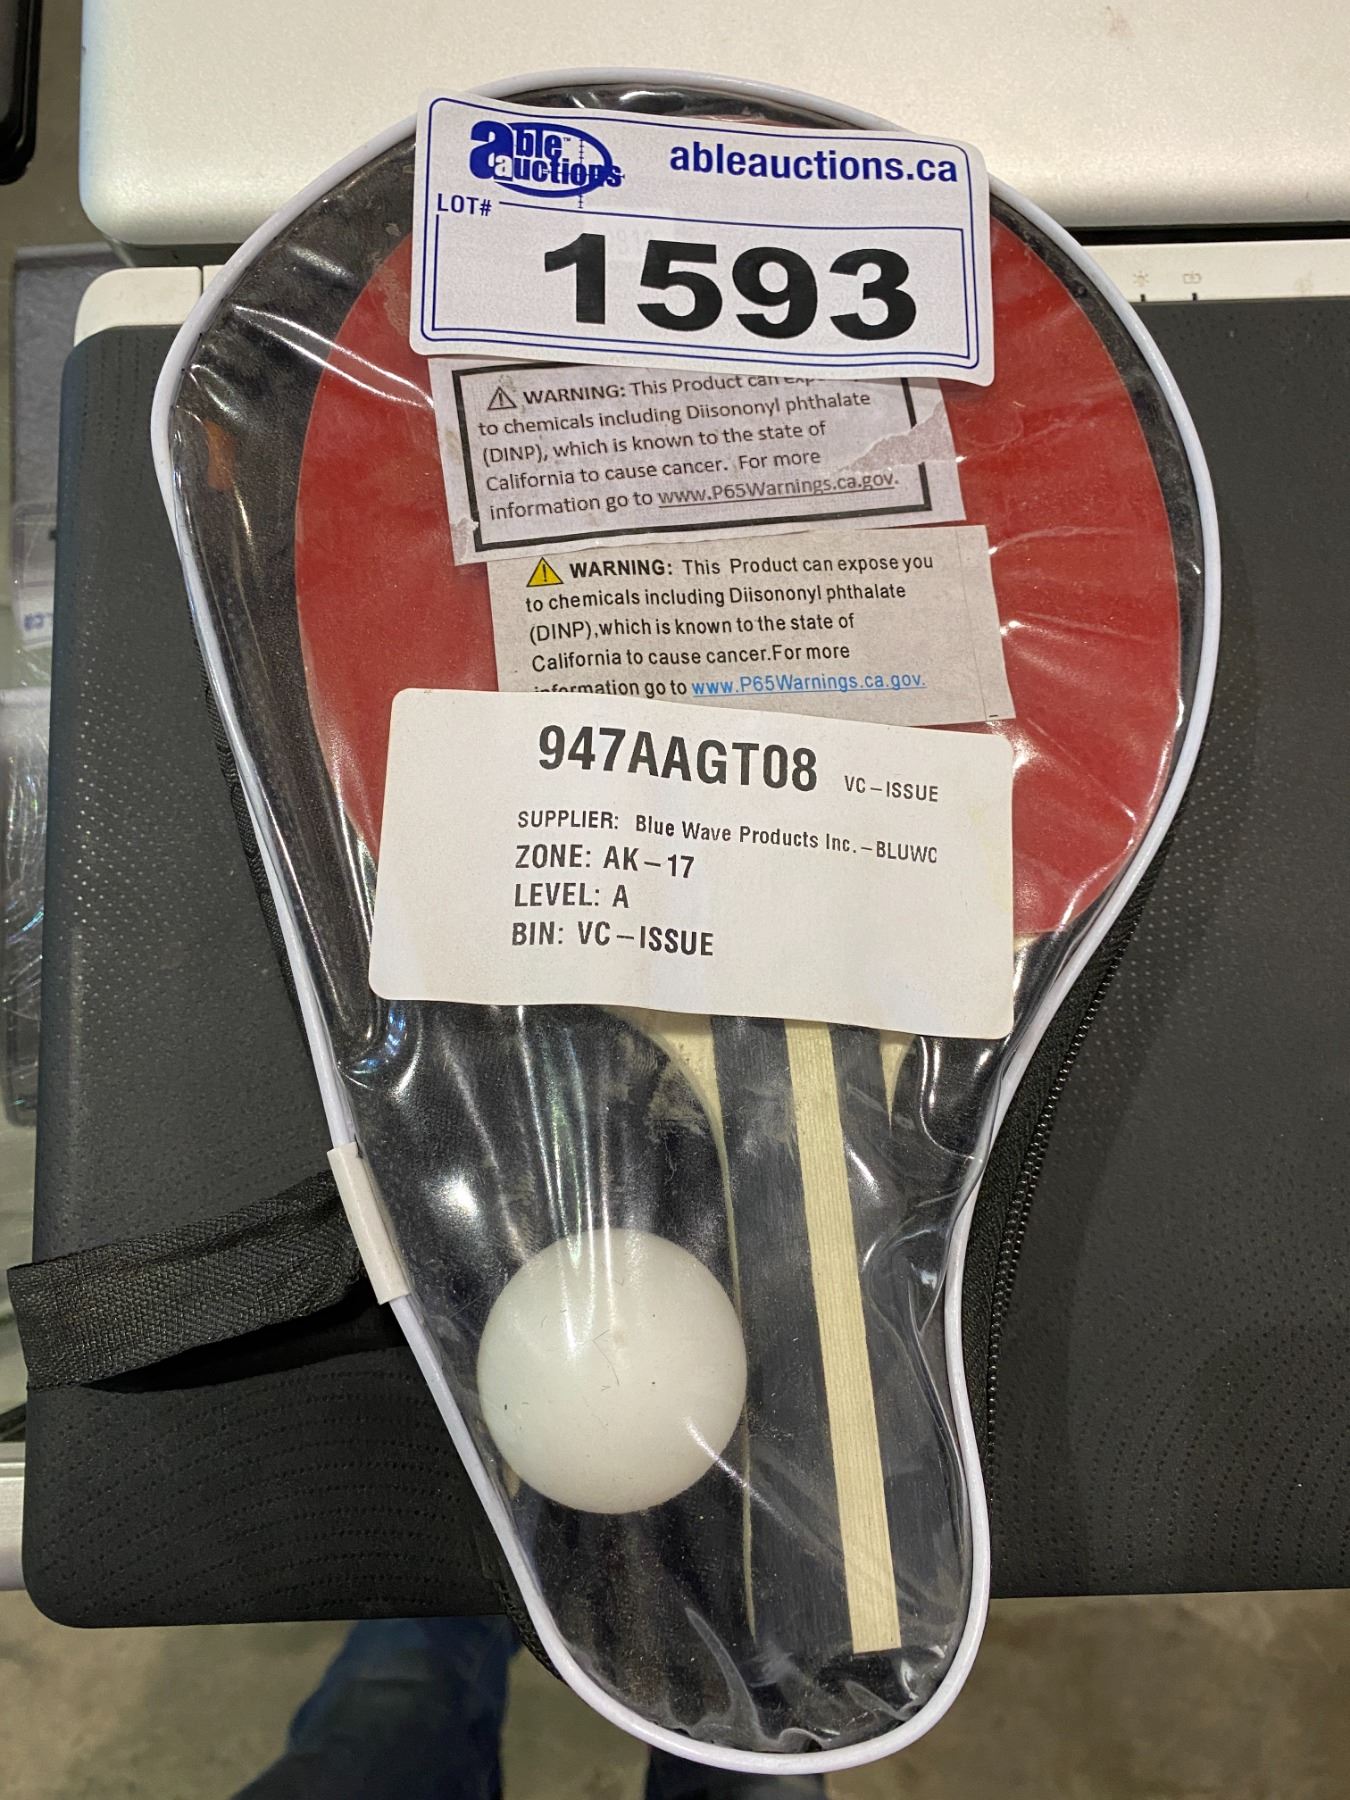 able™ auctions
ableauctions.ca
LOT#
1593
WARNING: This Product can
to chemicals including Diisononyl phthalate
(DINP), which is known to the state of
California to cause cancer. For more
information go to www.P65Warnings.ca.gov.
WARNING: This Product can expose you
to chemicals including Diisononyl phthalate
(DINP),which is known to the state of
California to cause cancer.For more
information go to www.P65Warnings.ca.gov.
947AAGT08 VC-ISSUE
SUPPLIER: Blue Wave Products Inc.-BLUWC
ZONE: AK-17
LEVEL: A
BIN: VC-ISSUE